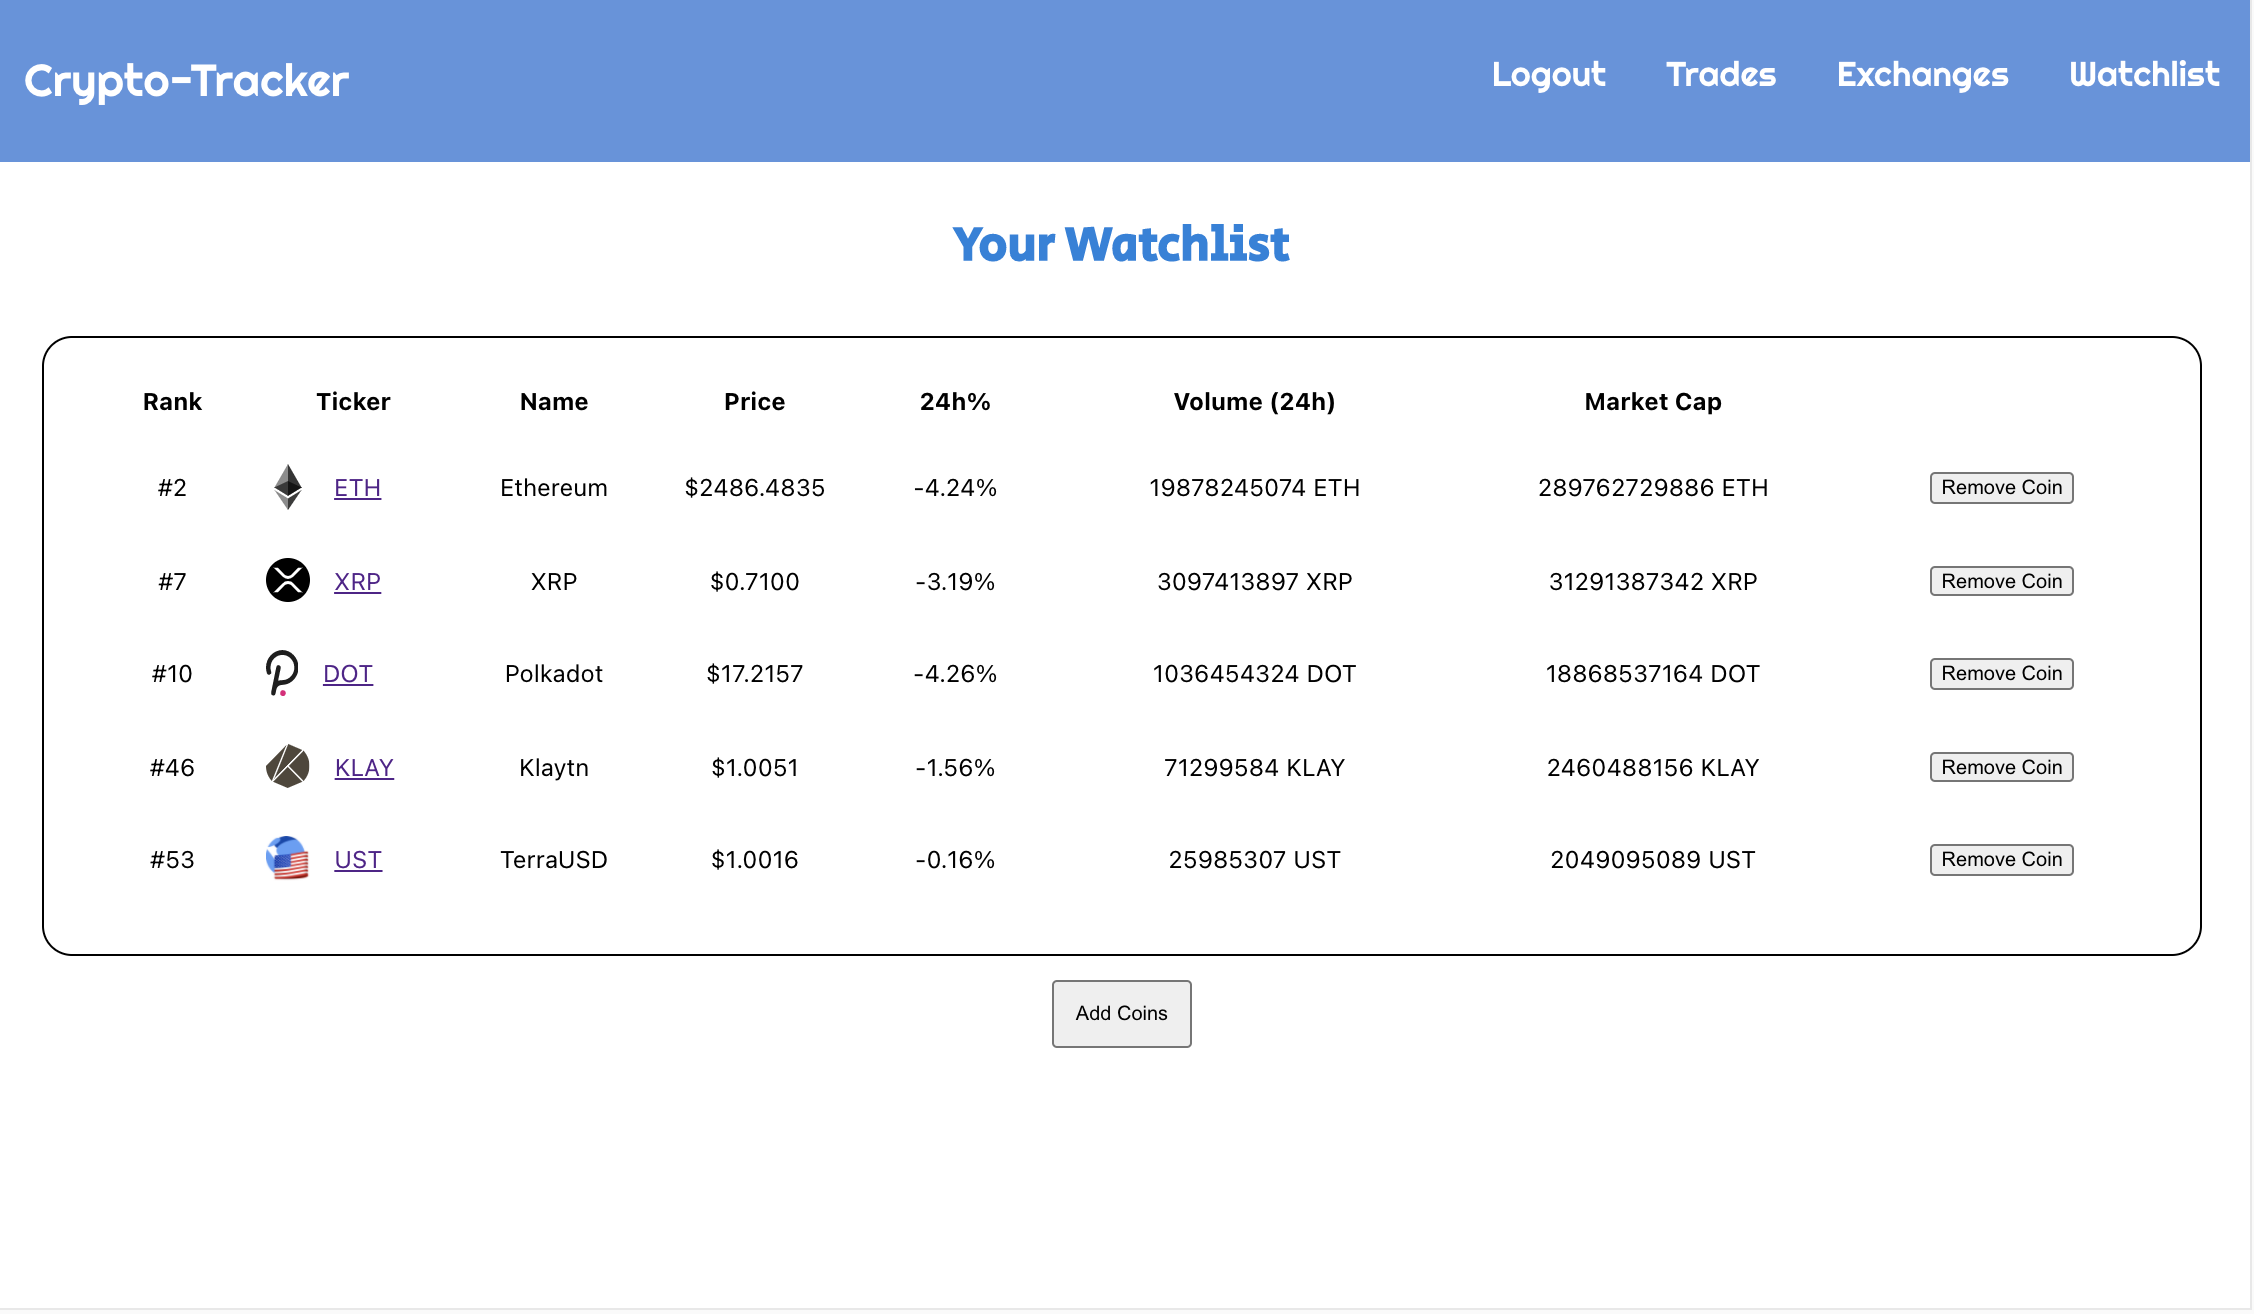 Crypto-Tracker Logout Trades Exchanges Watchlist
Your Watchlist
Rank Ticker Name Price 24h% Volume (24h) Market Cap
#2 ETH Ethereum $2486.4835 -4.24% 19878245074 ETH 289762729886 ETH Remove Coin
#7 XRP XRP $0.7100 -3.19% 3097413897 XRP 31291387342 XRP Remove Coin
#10 DOT Polkadot $17.2157 -4.26% 1036454324 DOT 18868537164 DOT Remove Coin
#46 KLAY Klaytn $1.0051 -1.56% 71299584 KLAY 2460488156 KLAY Remove Coin
#53 UST TerraUSD $1.0016 -0.16% 25985307 UST 2049095089 UST Remove Coin
Add Coins